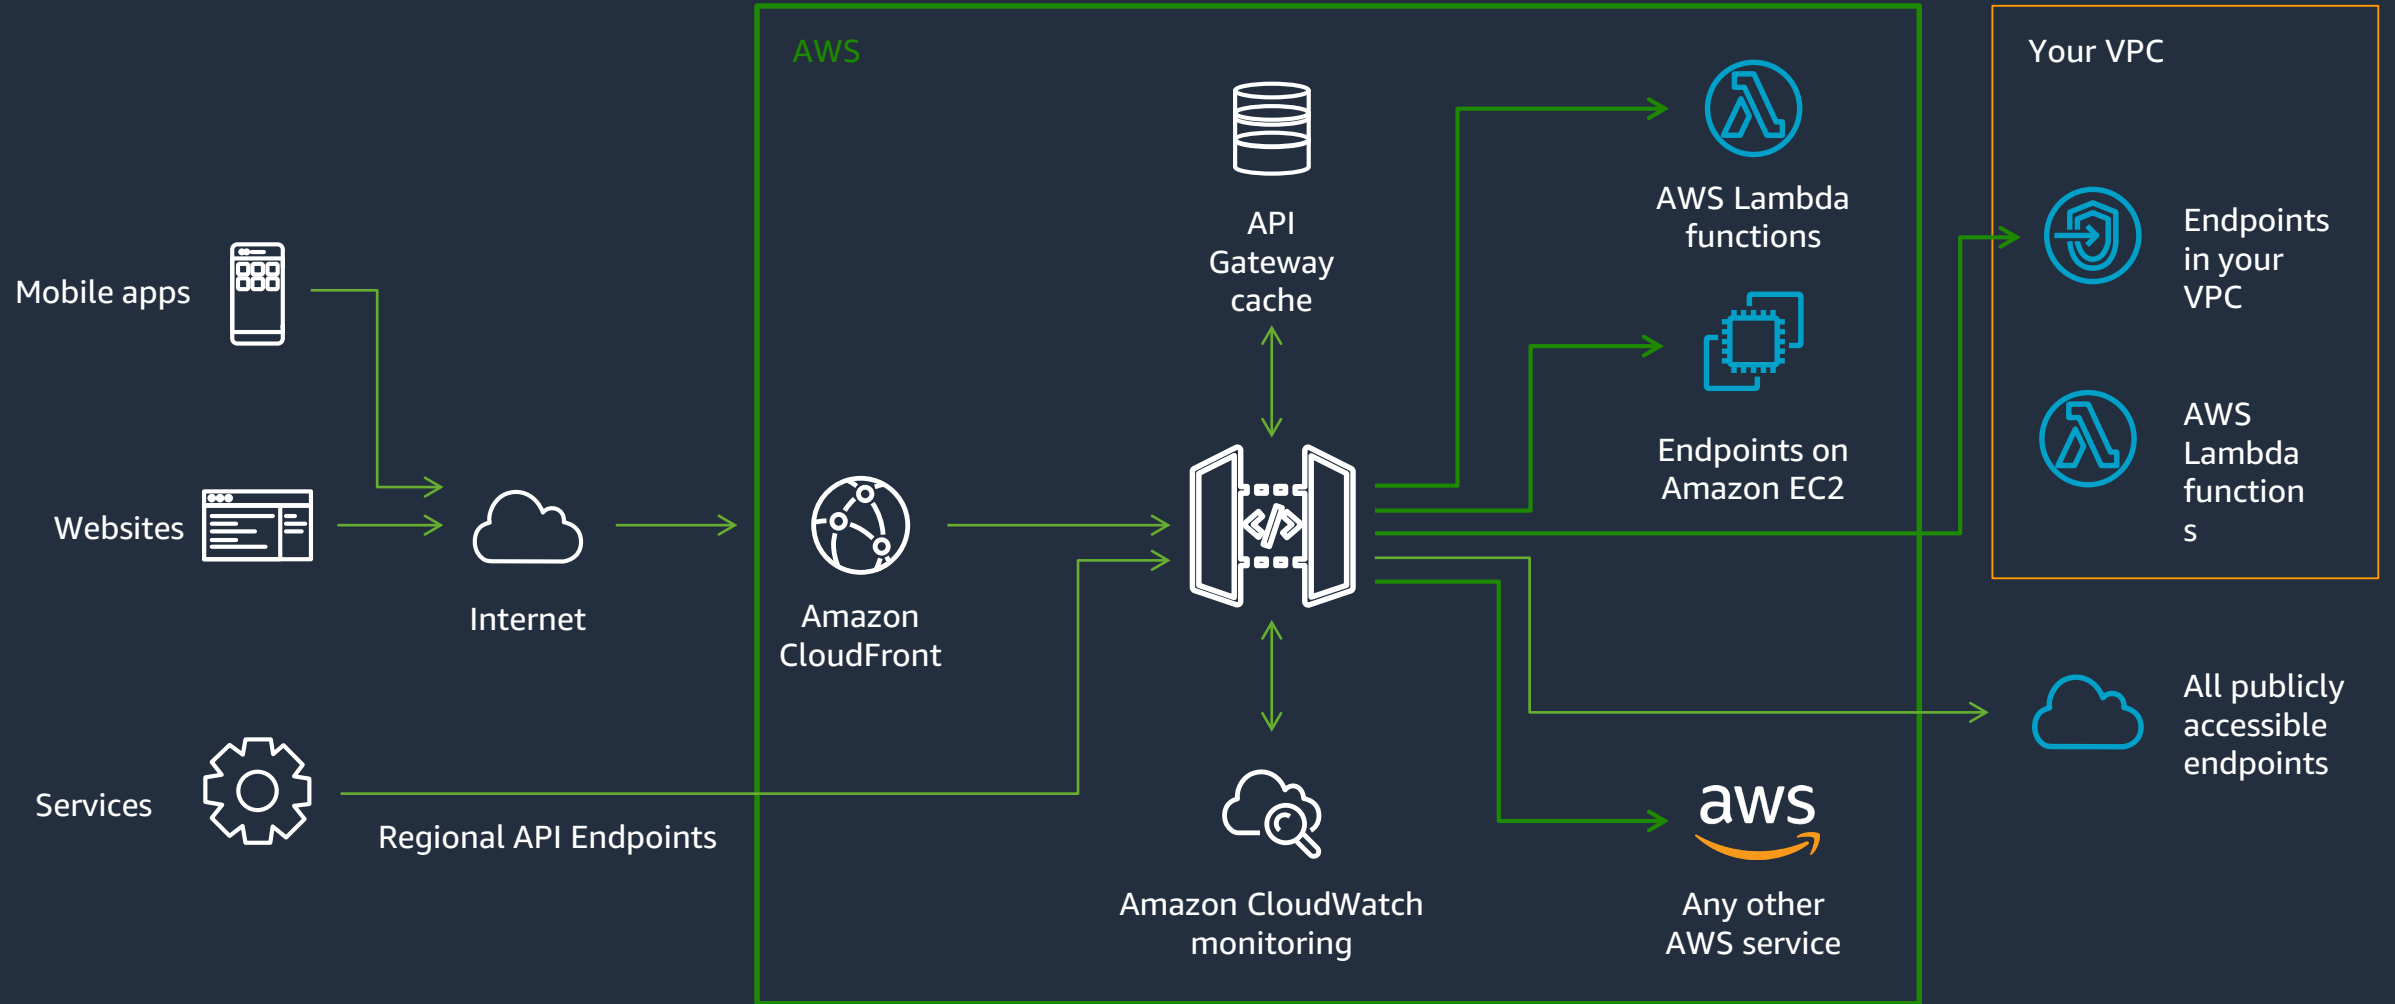 AWS
Your VPC
API
Gateway
cache
AWS Lambda
functions
Endpoints
in your
VPC
Mobile apps
Endpoints on
Amazon EC2
AWS
Lambda
function
s
Websites
Internet
Amazon
CloudFront
All publicly
accessible
endpoints
Services
Regional API Endpoints
aws
Amazon CloudWatch
monitoring
Any other
AWS service